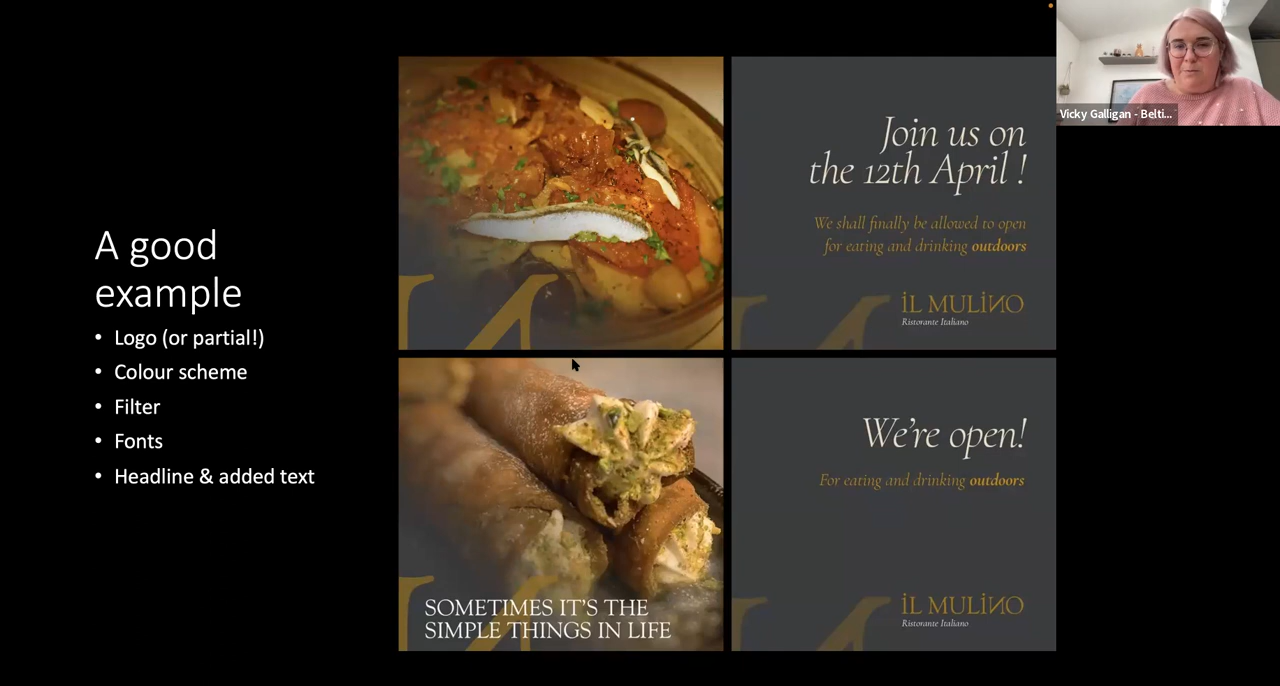 A good
example
• Logo (or partial!)
• Colour scheme
• Filter
• Fonts
• Headline & added text
Join us on
the 12th April !
We shall finally be allowed to open
for eating and drinking outdoors
iL MULiNO
Ristorante Italiano
SOMETIMES IT'S THE
SIMPLE THINGS IN LIFE
We're open!
For eating and drinking outdoors
iL MULiNO
Ristorante Italiano
Vicky Galligan - Belti...